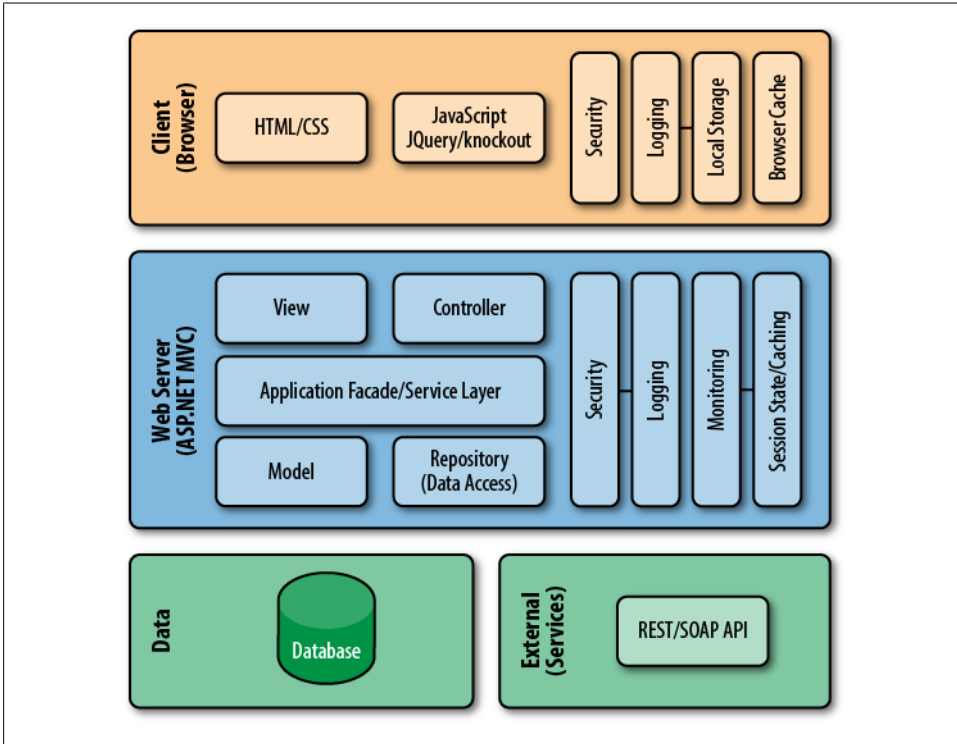 Client
(Browser)
HTML/CSS
JavaScript
JQuery/knockout
Security
Logging
Local Storage
Browser Cache
Web Server
(ASP.NET MVC)
View
Controller
Application Facade/Service Layer
Model
Repository
(Data Access)
Security
Logging
Monitoring
Session State/Caching
Data
Database
External
(Services)
REST/SOAP API